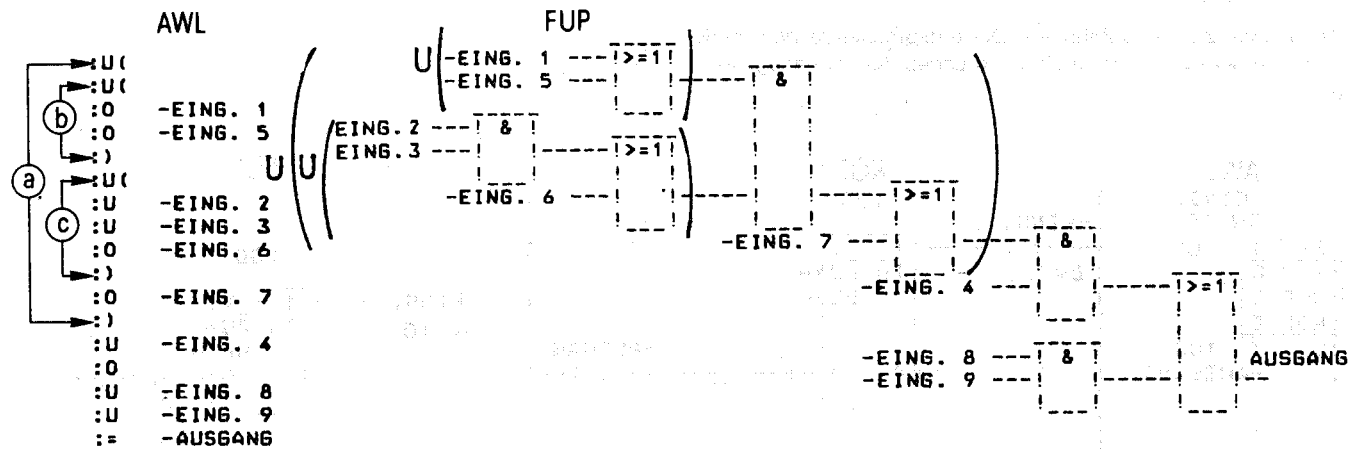 AWL
:U(
:U(
:O -EING. 1
:O -EING. 5
:)
:U(
:U -EING. 2
:U -EING. 3
:O -EING. 6
:)
:O -EING. 7
:)
:U -EING. 4
:O
:U -EING. 8
:U -EING. 9
:= -AUSGANG
a
b
c
FUP
U(
-EING. 1 --- >=1
-EING. 5 ---
)
&
U(
U(
EING.2 --- &
EING.3 ---
>=1
-EING. 6 ---
)
>=1
-EING. 7 ---
)
&
-EING. 4 ---
>=1
-EING. 8 --- &
-EING. 9 ---
AUSGANG